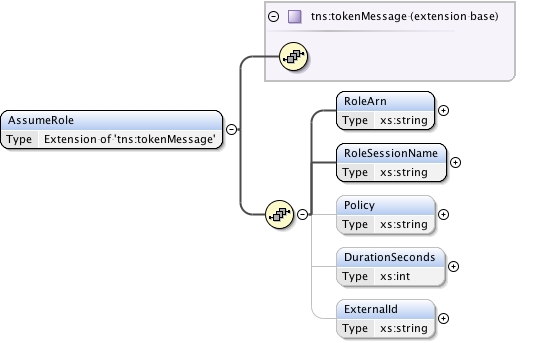 tns:tokenMessage (extension base)
AssumeRole
Type Extension of 'tns:tokenMessage'
RoleArn
Type xs:string
RoleSessionName
Type xs:string
Policy
Type xs:string
DurationSeconds
Type xs:int
ExternalId
Type xs:string